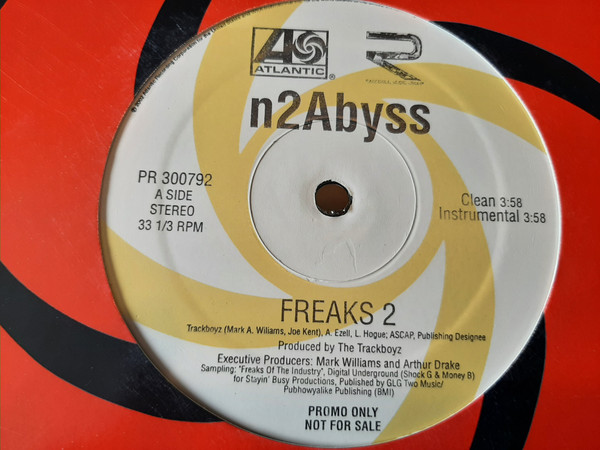 ATLANTIC
®
n2Abyss
PR 300792
A SIDE
STEREO
33 1/3 RPM
Clean 3:58
Instrumental 3:58
FREAKS 2
Trackboyz (Mark A. Wiliams, Joe Kent), A. Ezell, L. Hogue; ASCAP, Publishing Designee
Produced by The Trackboyz
Executive Producers: Mark Williams and Arthur Drake
Sampling: "Freaks Of The Industry", Digital Underground (Shock G & Money B)
for Stayin' Busy Productions, Published by GLG Two Music/
Pubhowyalike Publishing (BMI)
PROMO ONLY
NOT FOR SALE